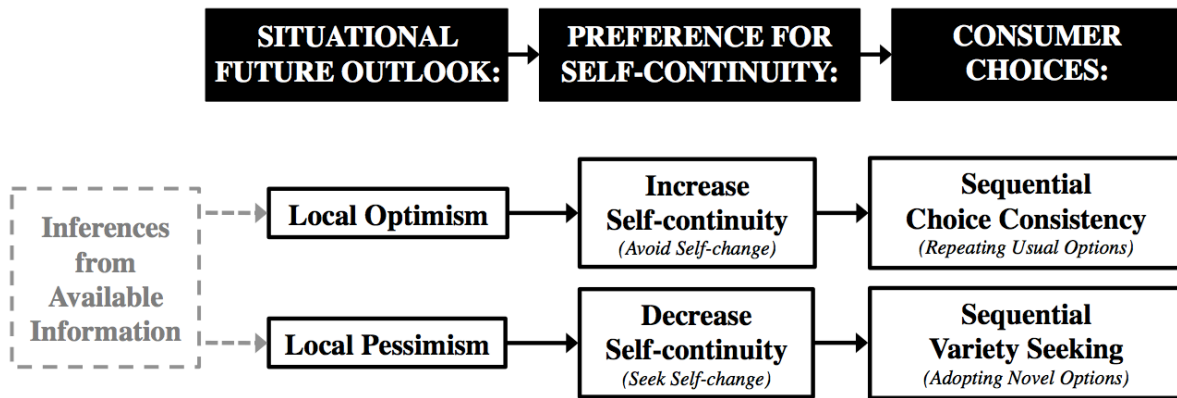 SITUATIONAL
FUTURE OUTLOOK:
PREFERENCE FOR
SELF-CONTINUITY:
CONSUMER
CHOICES:
Inferences
from
Available
Information
Local Optimism
Increase
Self-continuity
(Avoid Self-change)
Sequential
Choice Consistency
(Repeating Usual Options)
Local Pessimism
Decrease
Self-continuity
(Seek Self-change)
Sequential
Variety Seeking
(Adopting Novel Options)